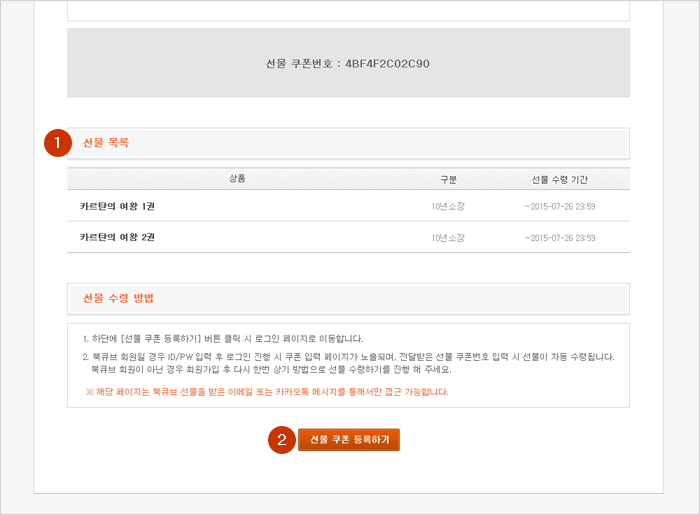 선물 쿠폰번호 : 4BF4F2C02C90
1 선물 목록
상품 구분 선물 수령 기간
카르탄의 여왕 1권 10년소장 ~2015-07-26 23:59
카르탄의 여왕 2권 10년소장 ~2015-07-26 23:59
선물 수령 방법
1. 하단에 [선물 쿠폰 등록하기] 버튼 클릭 시 로그인 페이지로 이동합니다.
2. 북큐브 회원일 경우 ID/PW 입력 후 로그인 진행 시 쿠폰 입력 페이지가 노출되며, 전달받은 선물 쿠폰번호 입력 시 선물이 자동 수령됩니다.
북큐브 회원이 아닌 경우 회원가입 후 다시 한번 상기 방법으로 선물 수령하기를 진행 해 주세요.
※ 해당 페이지는 북큐브 선물을 받은 이메일 또는 카카오톡 메시지를 통해서만 접근 가능합니다.
2 선물 쿠폰 등록하기